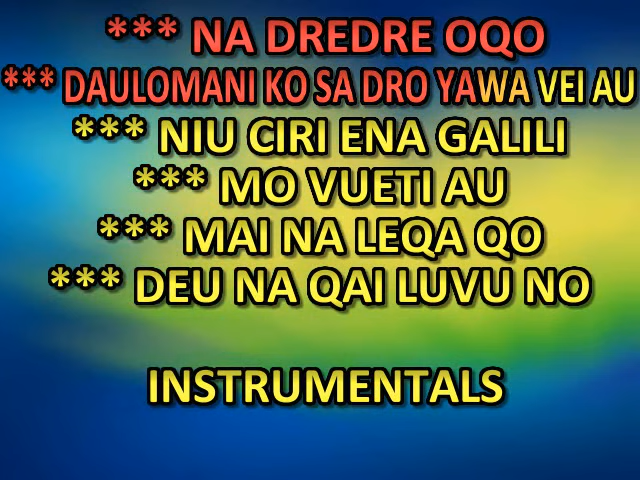 *** NA DREDRE OQO
*** DAULOMANI KO SA DRO YAWA VEI AU
*** NIU CIRI ENA GALILI
*** MO VUETI AU
*** MAI NA LEQA QO
*** DEU NA QAI LUVU NO
INSTRUMENTALS